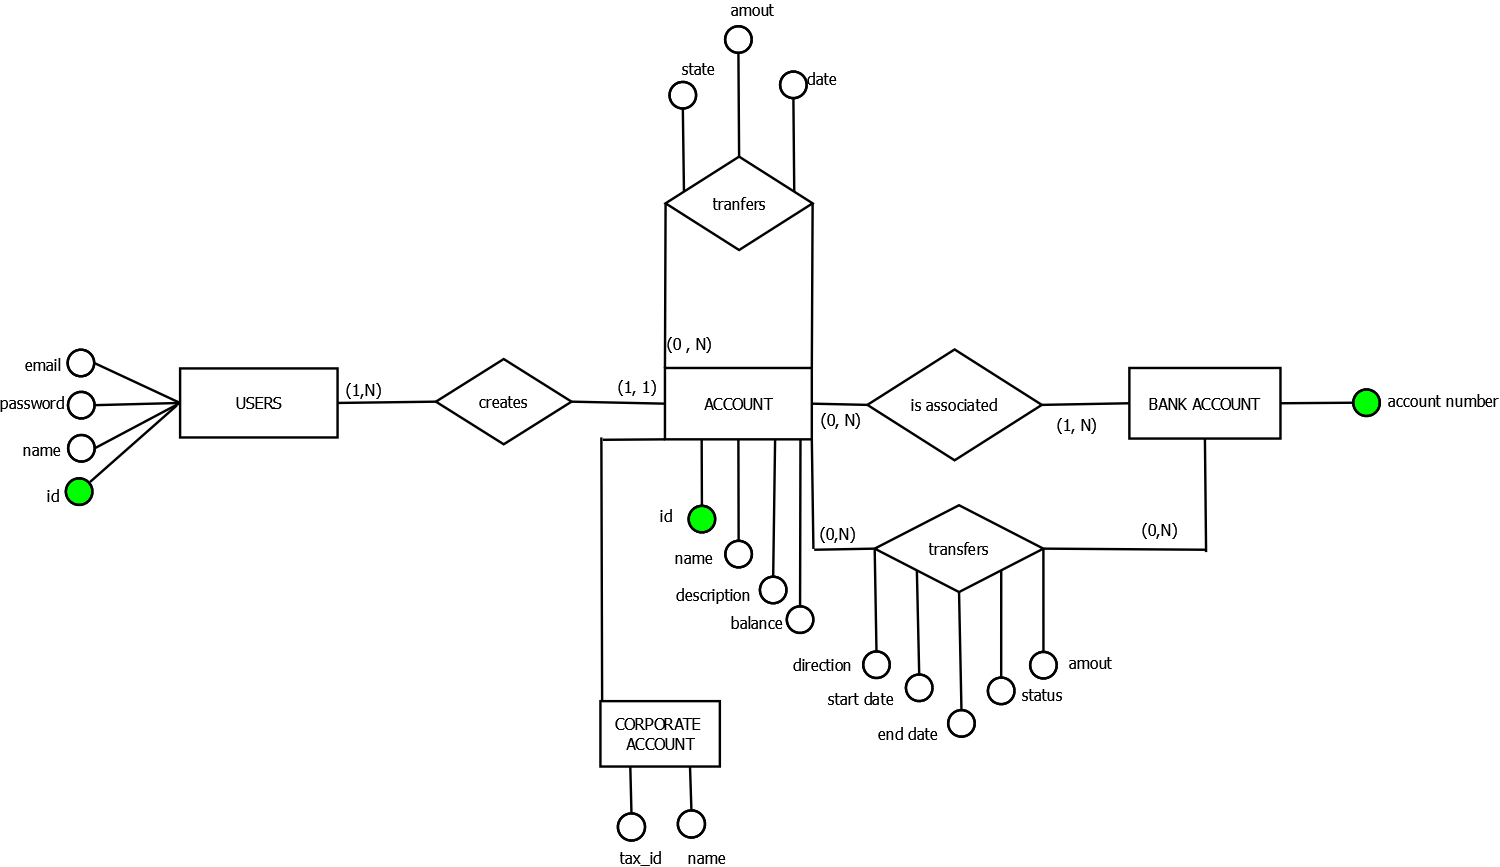 amout
state
date
tranfers
(0 , N)
email
password
name
id
USERS
(1,N)
creates
(1, 1)
ACCOUNT
(0, N)
is associated
(1, N)
BANK ACCOUNT
account number
id
name
description
balance
(0,N)
transfers
(0,N)
direction
start date
end date
status
amout
CORPORATE
ACCOUNT
tax_id
name